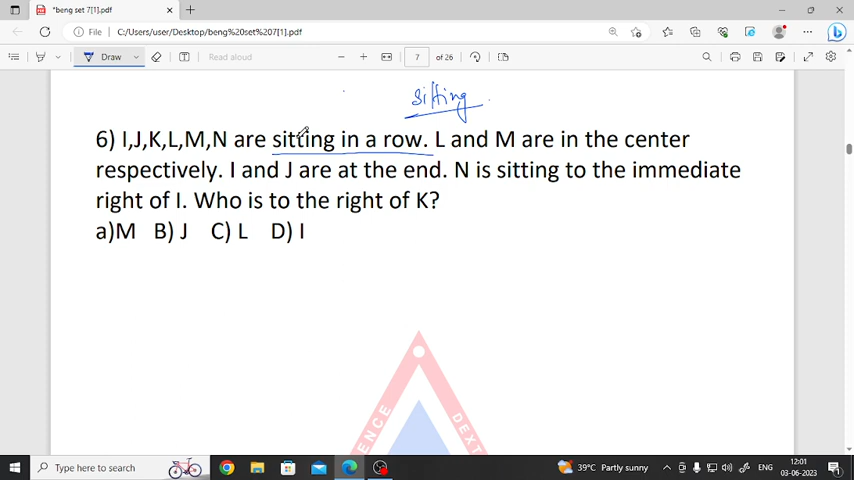 *beng set 7[1].pdf
File
C:/Users/user/Desktop/beng%20set%207[1].pdf
Draw
Read aloud
7
of 26
sitting
6) I,J,K,L,M,N are sitting in a row. L and M are in the center
respectively. I and J are at the end. N is sitting to the immediate
right of I. Who is to the right of K?
a)M B) J C) L D) I
ENCE
DEXT
Type here to search
39°C Partly sunny
ENG
12:01
03-06-2023